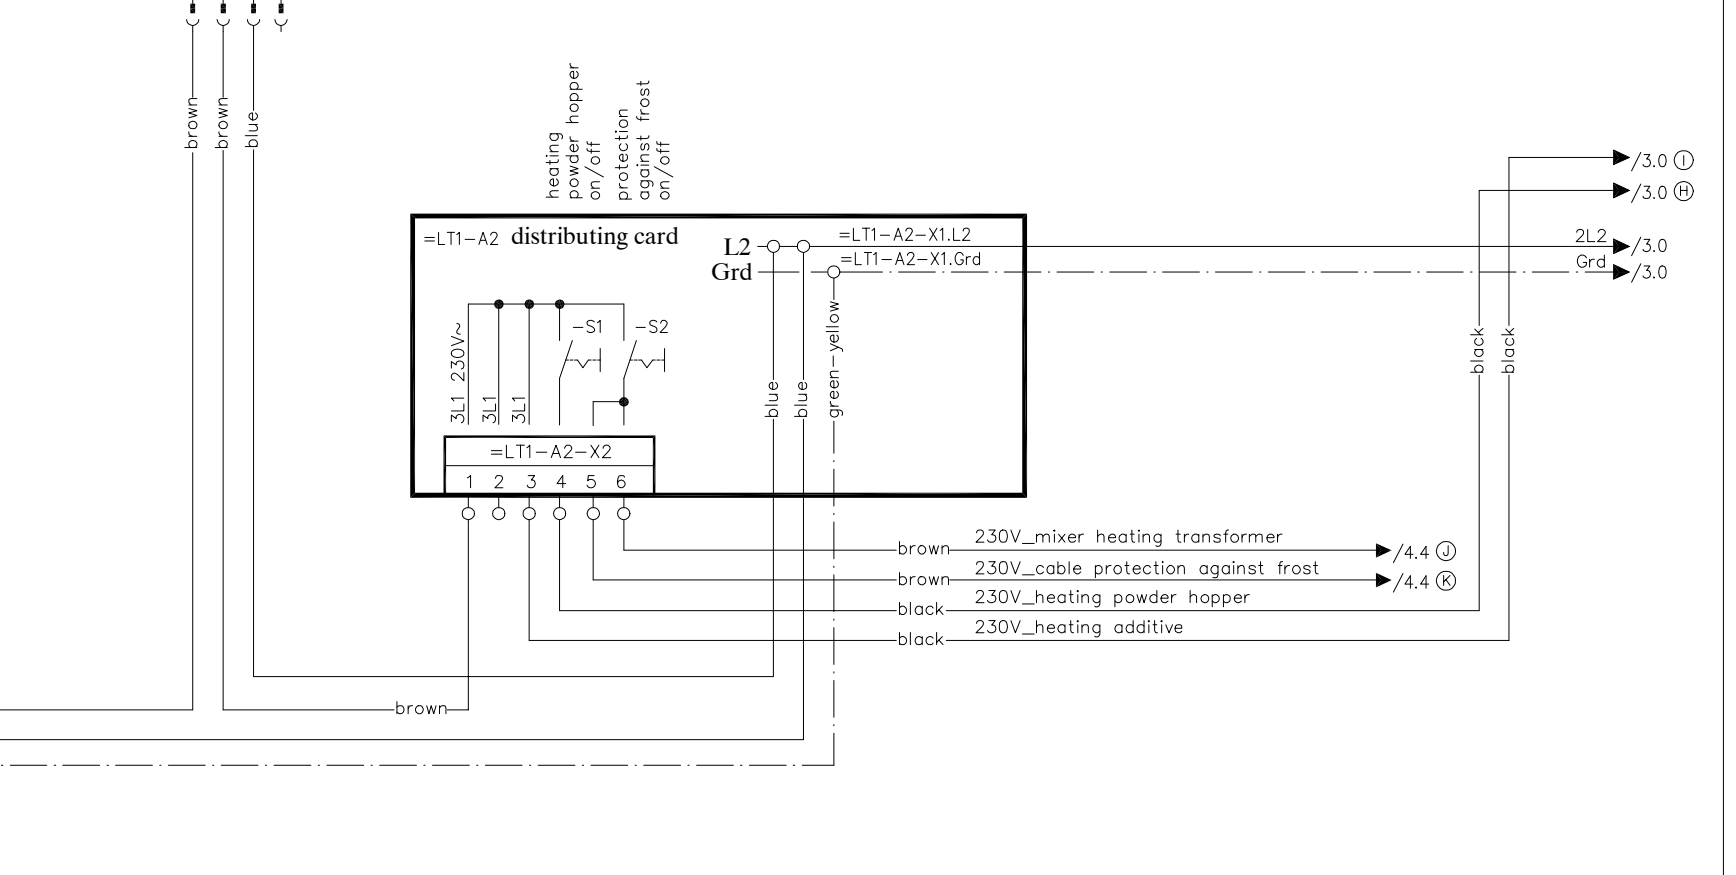 brown
brown
blue
heating
powder hopper
on/off
protection
against frost
on/off
=LT1-A2 distributing card
L2
=LT1-A2-X1.L2
Grd
=LT1-A2-X1.Grd
2L2
Grd
/3.0 I
/3.0 H
/3.0
/3.0
3L1 230V~
3L1
3L1
-S1
-S2
blue
blue
green-yellow
black
black
=LT1-A2-X2
1 2 3 4 5 6
brown 230V_mixer heating transformer /4.4 J
brown 230V_cable protection against frost /4.4 K
black 230V_heating powder hopper
black 230V_heating additive
brown